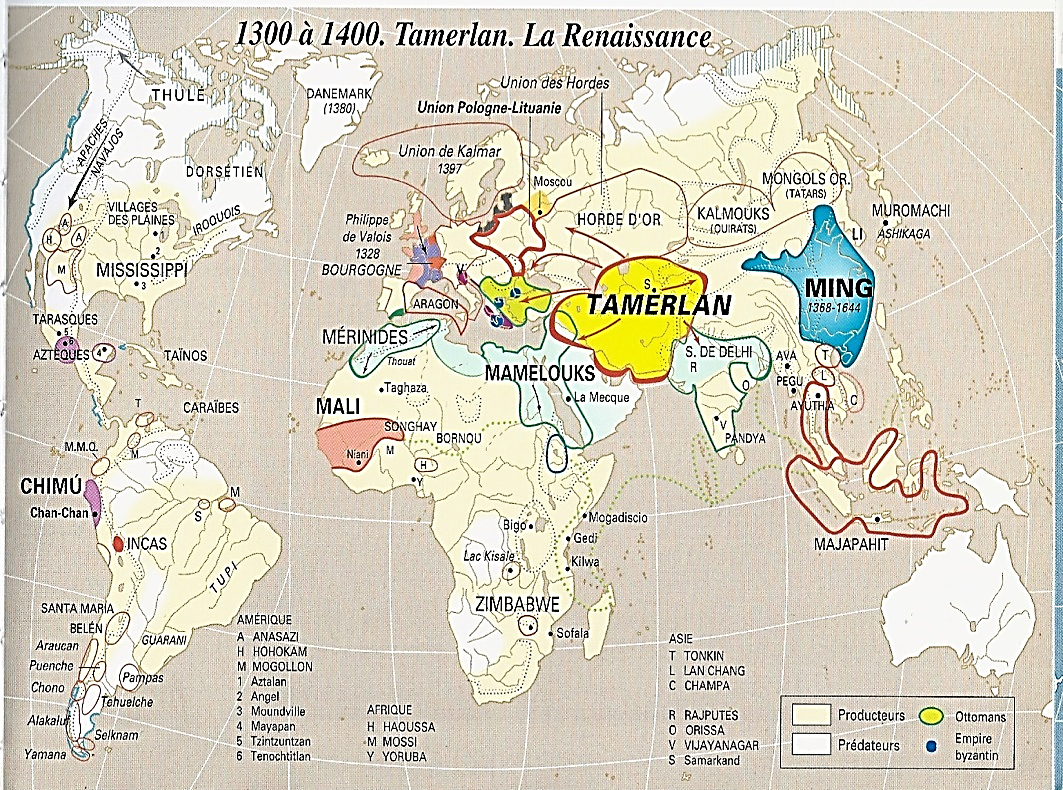 1300 à 1400. Tamerlan. La Renaissance
THULÉ
DANEMARK
(1380)
Union des Hordes
Union Pologne-Lituanie
Union de Kalmar
1397
APACHES
NAVAJOS
DORSÉTIEN
Moscou
MONGOLS OR.
(TATARS)
VILLAGES
DES PLAINES
IROQUOIS
Philippe
de Valois
1328
BOURGOGNE
HORDE D'OR
KALMOUKS
(OUIRATS)
MUROMACHI
ASHIKAGA
LI
A
H
A
M
1
2
3
MISSISSIPPI
V
S
ARAGON
TAMERLAN
MING
1368-1644
TARASQUES
5
6
AZTÈQUES
4
TAÏNOS
MÉRINIDES
Thouat
MAMELOUKS
S. DE DELHI
R
O
AVA
T
L
PEGU
C
AYUTHIA
Taghaza
La Mecque
T
CARAÏBES
MALI
SONGHAY
BORNOU
V
PANDYA
M.M.Q.
M
Niani
M
H
Y
CHIMÚ
Chan-Chan
M
S
INCAS
Bigo
Mogadiscio
Gedi
Lac Kisale
Kilwa
MAJAPAHIT
TUPI
ZIMBABWE
Sofala
SANTA MARIA
BELÉN
GUARANI
Araucan
Puenche
Pampas
Chono
Tehuelche
Alakaluf
Selknam
Yamana
AMÉRIQUE
A ANASAZI
H HOHOKAM
M MOGOLLON
1 Aztalan
2 Angel
3 Moundville
4 Mayapan
5 Tzintzuntzan
6 Tenochtitlan
AFRIQUE
H HAOUSSA
M MOSSI
Y YORUBA
ASIE
T TONKIN
L LAN CHANG
C CHAMPA
R RAJPUTES
O ORISSA
V VIJAYANAGAR
S Samarkand
Producteurs
Ottomans
Prédateurs
Empire
byzantin